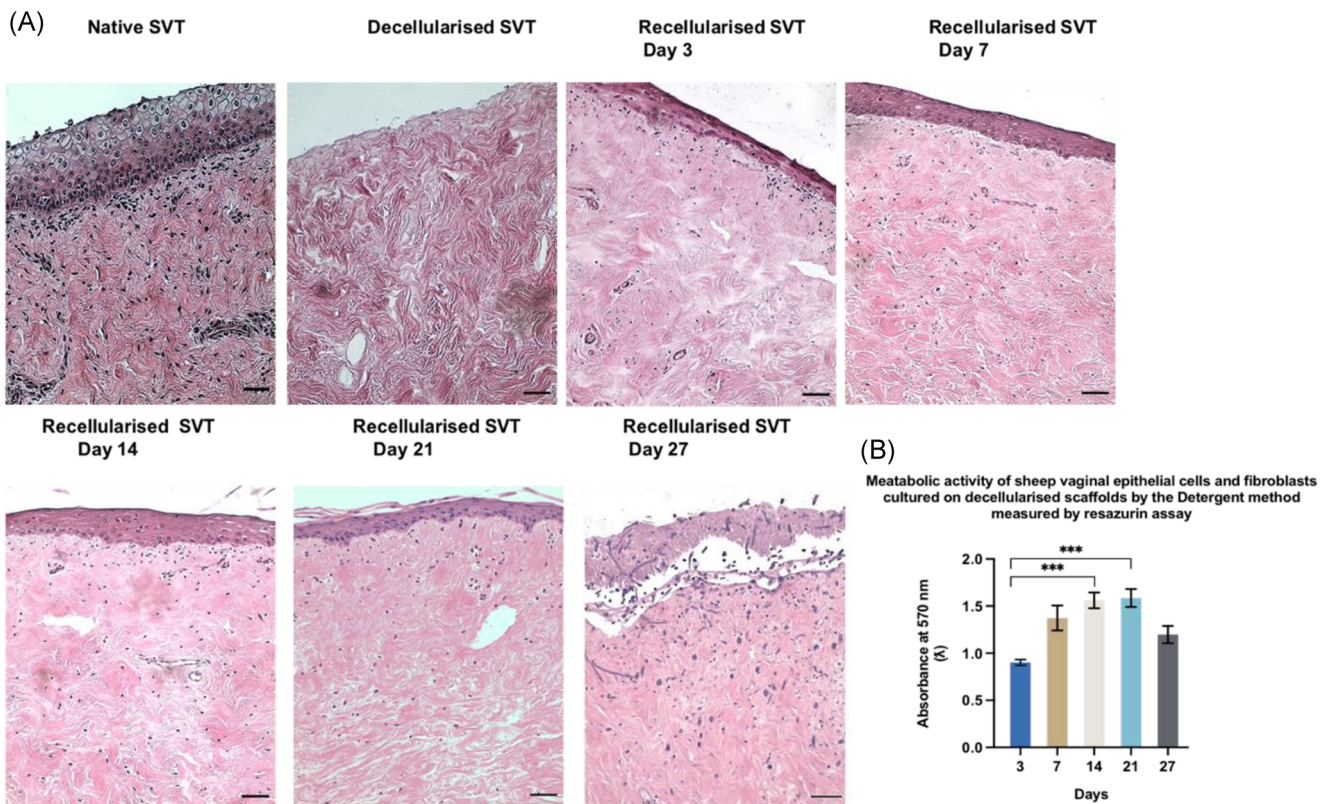 (A)
Native SVT
Decellularised SVT
Recellularised SVT
Day 3
Recellularised SVT
Day 7
Recellularised SVT
Day 14
Recellularised SVT
Day 21
Recellularised SVT
Day 27
(B)
Meatabolic activity of sheep vaginal epithelial cells and fibroblasts
cultured on decellularised scaffolds by the Detergent method
measured by resazurin assay
Absorbance at 570 nm
(ƛ)
2.0
1.5
1.0
0.5
0.0
***
***
3 7 14 21 27
Days